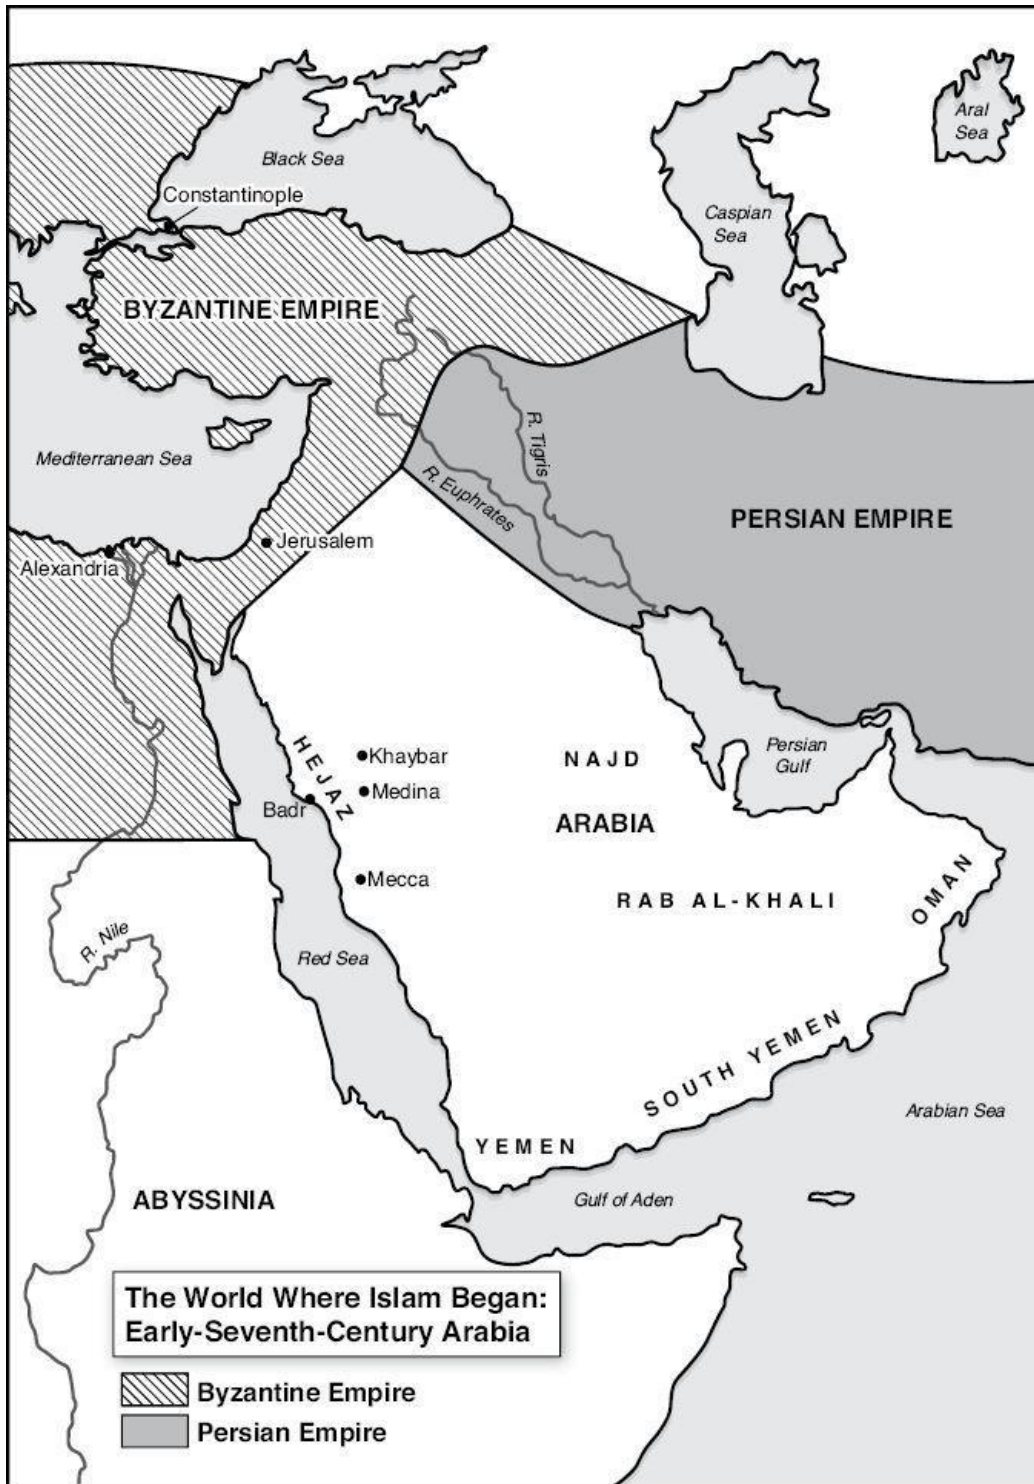 Aral
Sea
Black Sea
Constantinople
Caspian
Sea
BYZANTINE EMPIRE
R. Tigris
Mediterranean Sea
R. Euphrates
PERSIAN EMPIRE
Jerusalem
Alexandria
HEJAZ
Khaybar
NAJD
Persian
Gulf
Medina
Badr
ARABIA
Mecca
RAB AL-KHALI
OMAN
R. Nile
Red Sea
SOUTH YEMEN
Arabian Sea
YEMEN
ABYSSINIA
Gulf of Aden
The World Where Islam Began:
Early-Seventh-Century Arabia
Byzantine Empire
Persian Empire